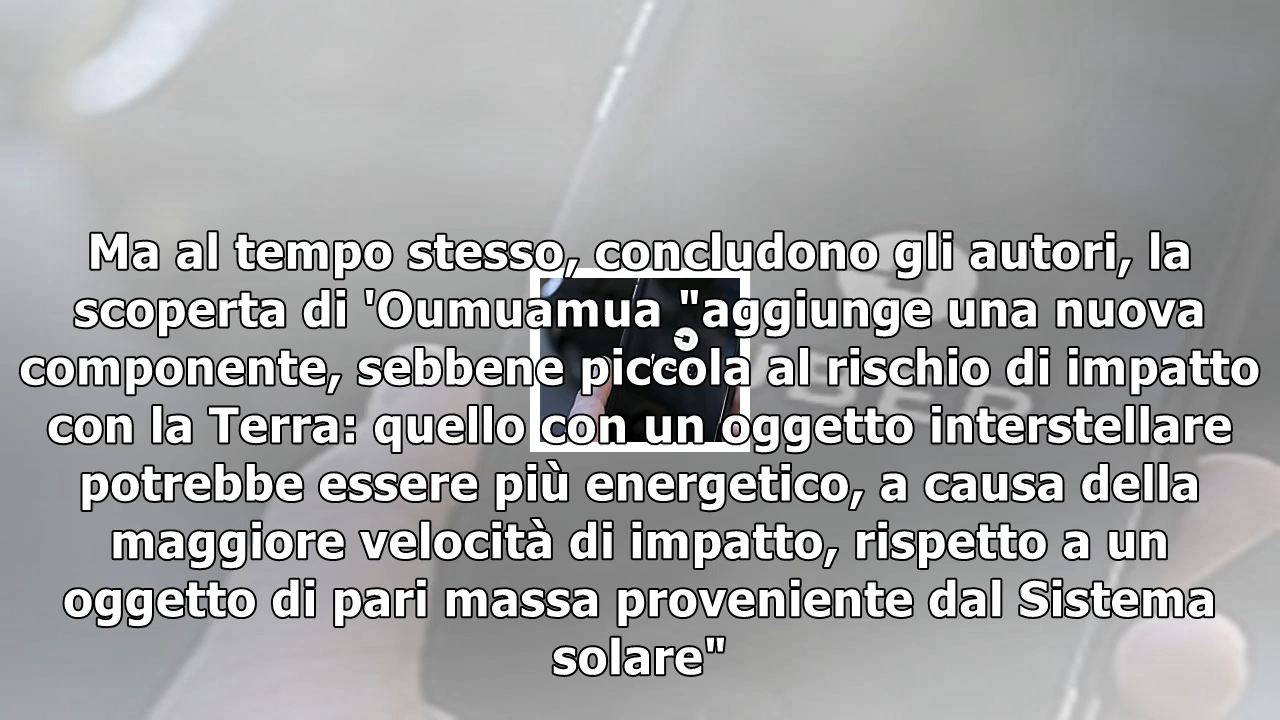 Ma al tempo stesso, concludono gli autori, la
scoperta di 'Oumuamua "aggiunge una nuova
componente, sebbene piccola al rischio di impatto
con la Terra: quello con un oggetto interstellare
potrebbe essere più energetico, a causa della
maggiore velocità di impatto, rispetto a un
oggetto di pari massa proveniente dal Sistema
solare"
UBER